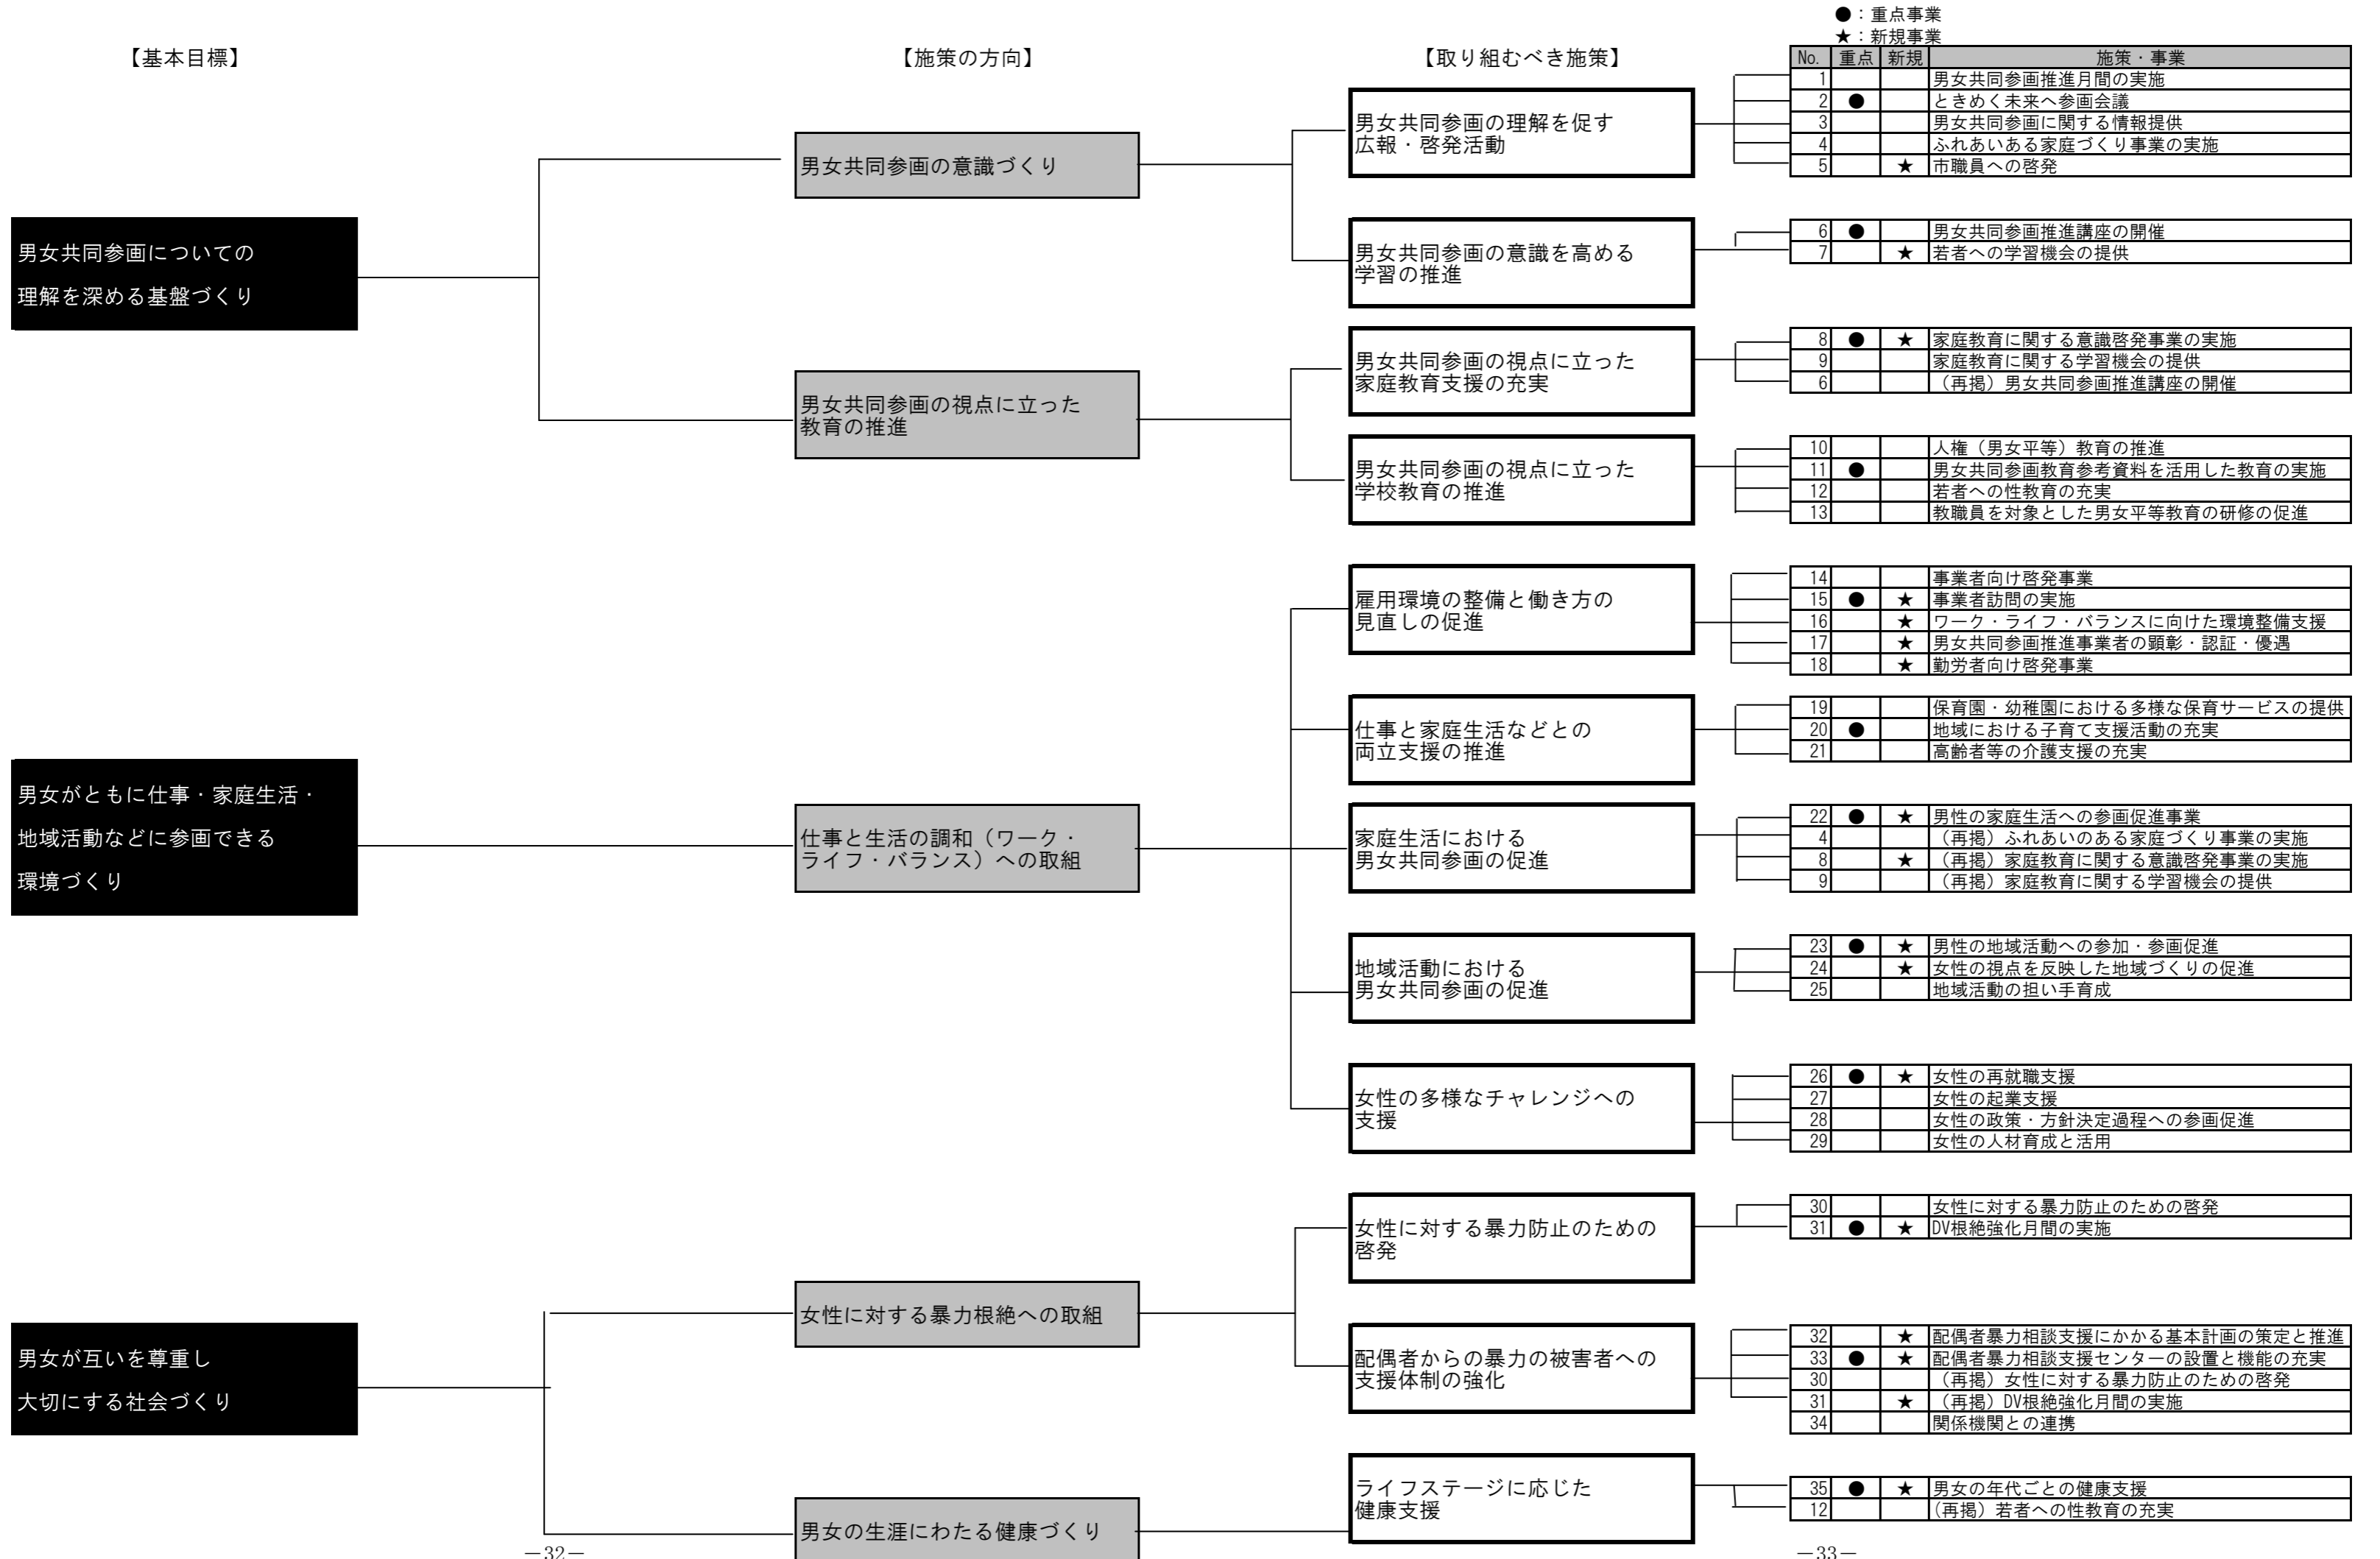 ●：重点事業
★：新規事業
【基本目標】
【施策の方向】
【取り組むべき施策】
No. 重点 新規 施策・事業
男女共同参画についての
理解を深める基盤づくり
男女共同参画の意識づくり
男女共同参画の理解を促す
広報・啓発活動
1 男女共同参画推進月間の実施
2 ● ときめく未来へ参画会議
3 男女共同参画に関する情報提供
4 ふれあいある家庭づくり事業の実施
5 ★ 市職員への啓発
男女共同参画の意識を高める
学習の推進
6 ● 男女共同参画推進講座の開催
7 ★ 若者への学習機会の提供
男女共同参画の視点に立った
教育の推進
男女共同参画の視点に立った
家庭教育支援の充実
8 ● ★ 家庭教育に関する意識啓発事業の実施
9 家庭教育に関する学習機会の提供
6 （再掲）男女共同参画推進講座の開催
男女共同参画の視点に立った
学校教育の推進
10 人権（男女平等）教育の推進
11 ● 男女共同参画教育参考資料を活用した教育の実施
12 若者への性教育の充実
13 教職員を対象とした男女平等教育の研修の促進
男女がともに仕事・家庭生活・
地域活動などに参画できる
環境づくり
仕事と生活の調和（ワーク・
ライフ・バランス）への取組
雇用環境の整備と働き方の
見直しの促進
14 事業者向け啓発事業
15 ● ★ 事業者訪問の実施
16 ★ ワーク・ライフ・バランスに向けた環境整備支援
17 ★ 男女共同参画推進事業者の顕彰・認証・優遇
18 ★ 勤労者向け啓発事業
仕事と家庭生活などとの
両立支援の推進
19 保育園・幼稚園における多様な保育サービスの提供
20 ● 地域における子育て支援活動の充実
21 高齢者等の介護支援の充実
家庭生活における
男女共同参画の促進
22 ● ★ 男性の家庭生活への参画促進事業
4 （再掲）ふれあいのある家庭づくり事業の実施
8 ★ （再掲）家庭教育に関する意識啓発事業の実施
9 （再掲）家庭教育に関する学習機会の提供
地域活動における
男女共同参画の促進
23 ● ★ 男性の地域活動への参加・参画促進
24 ★ 女性の視点を反映した地域づくりの促進
25 地域活動の担い手育成
女性の多様なチャレンジへの
支援
26 ● ★ 女性の再就職支援
27 女性の起業支援
28 女性の政策・方針決定過程への参画促進
29 女性の人材育成と活用
男女が互いを尊重し
大切にする社会づくり
女性に対する暴力根絶への取組
女性に対する暴力防止のための
啓発
30 女性に対する暴力防止のための啓発
31 ● ★ DV根絶強化月間の実施
配偶者からの暴力の被害者への
支援体制の強化
32 ★ 配偶者暴力相談支援にかかる基本計画の策定と推進
33 ● ★ 配偶者暴力相談支援センターの設置と機能の充実
30 （再掲）女性に対する暴力防止のための啓発
31 ★ （再掲）DV根絶強化月間の実施
34 関係機関との連携
男女の生涯にわたる健康づくり
ライフステージに応じた
健康支援
35 ● ★ 男女の年代ごとの健康支援
12 (再掲）若者への性教育の充実
－32－
－33－